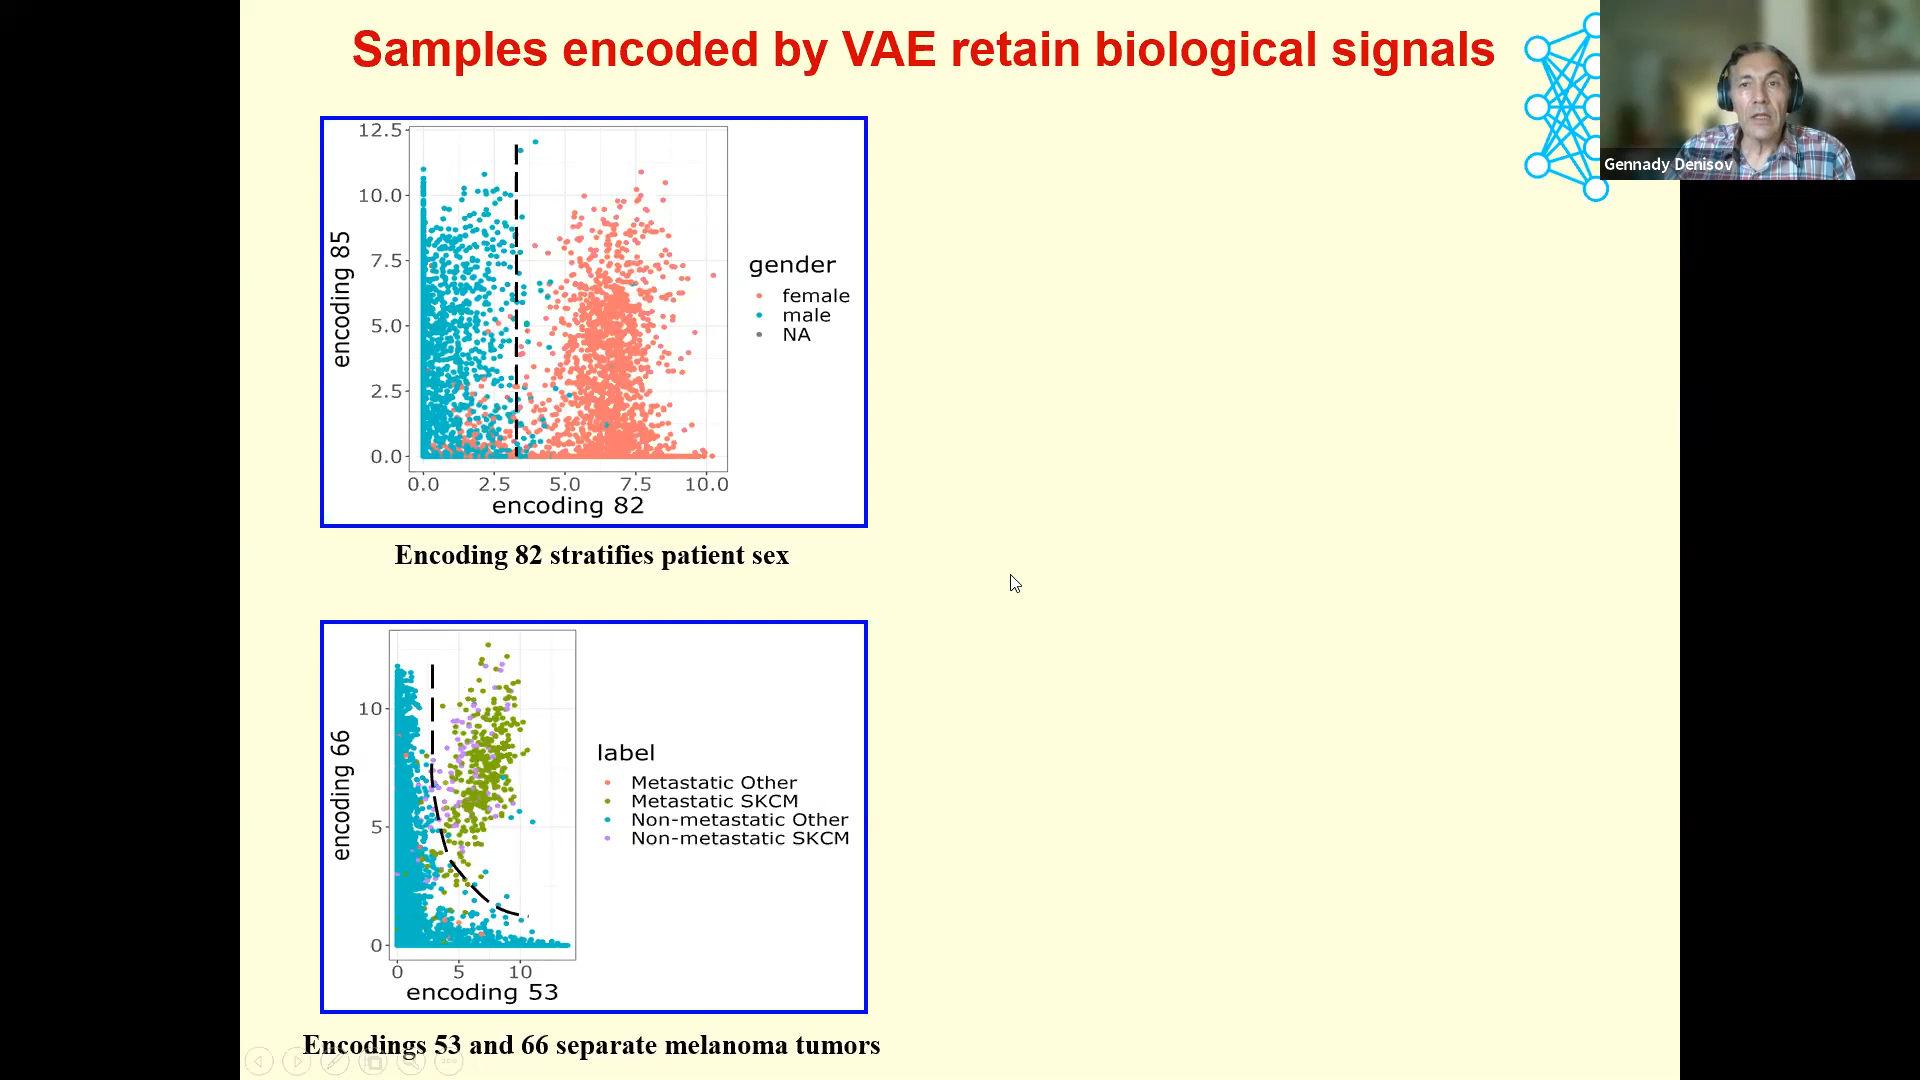 Samples encoded by VAE retain biological signals
Gennady Denisov
12.5
10.0
7.5
5.0
2.5
0.0
encoding 85
0.0 2.5 5.0 7.5 10.0
encoding 82
gender
female
male
NA
Encoding 82 stratifies patient sex
10
5
0
encoding 66
0 5 10
encoding 53
label
Metastatic Other
Metastatic SKCM
Non-metastatic Other
Non-metastatic SKCM
Encodings 53 and 66 separate melanoma tumors